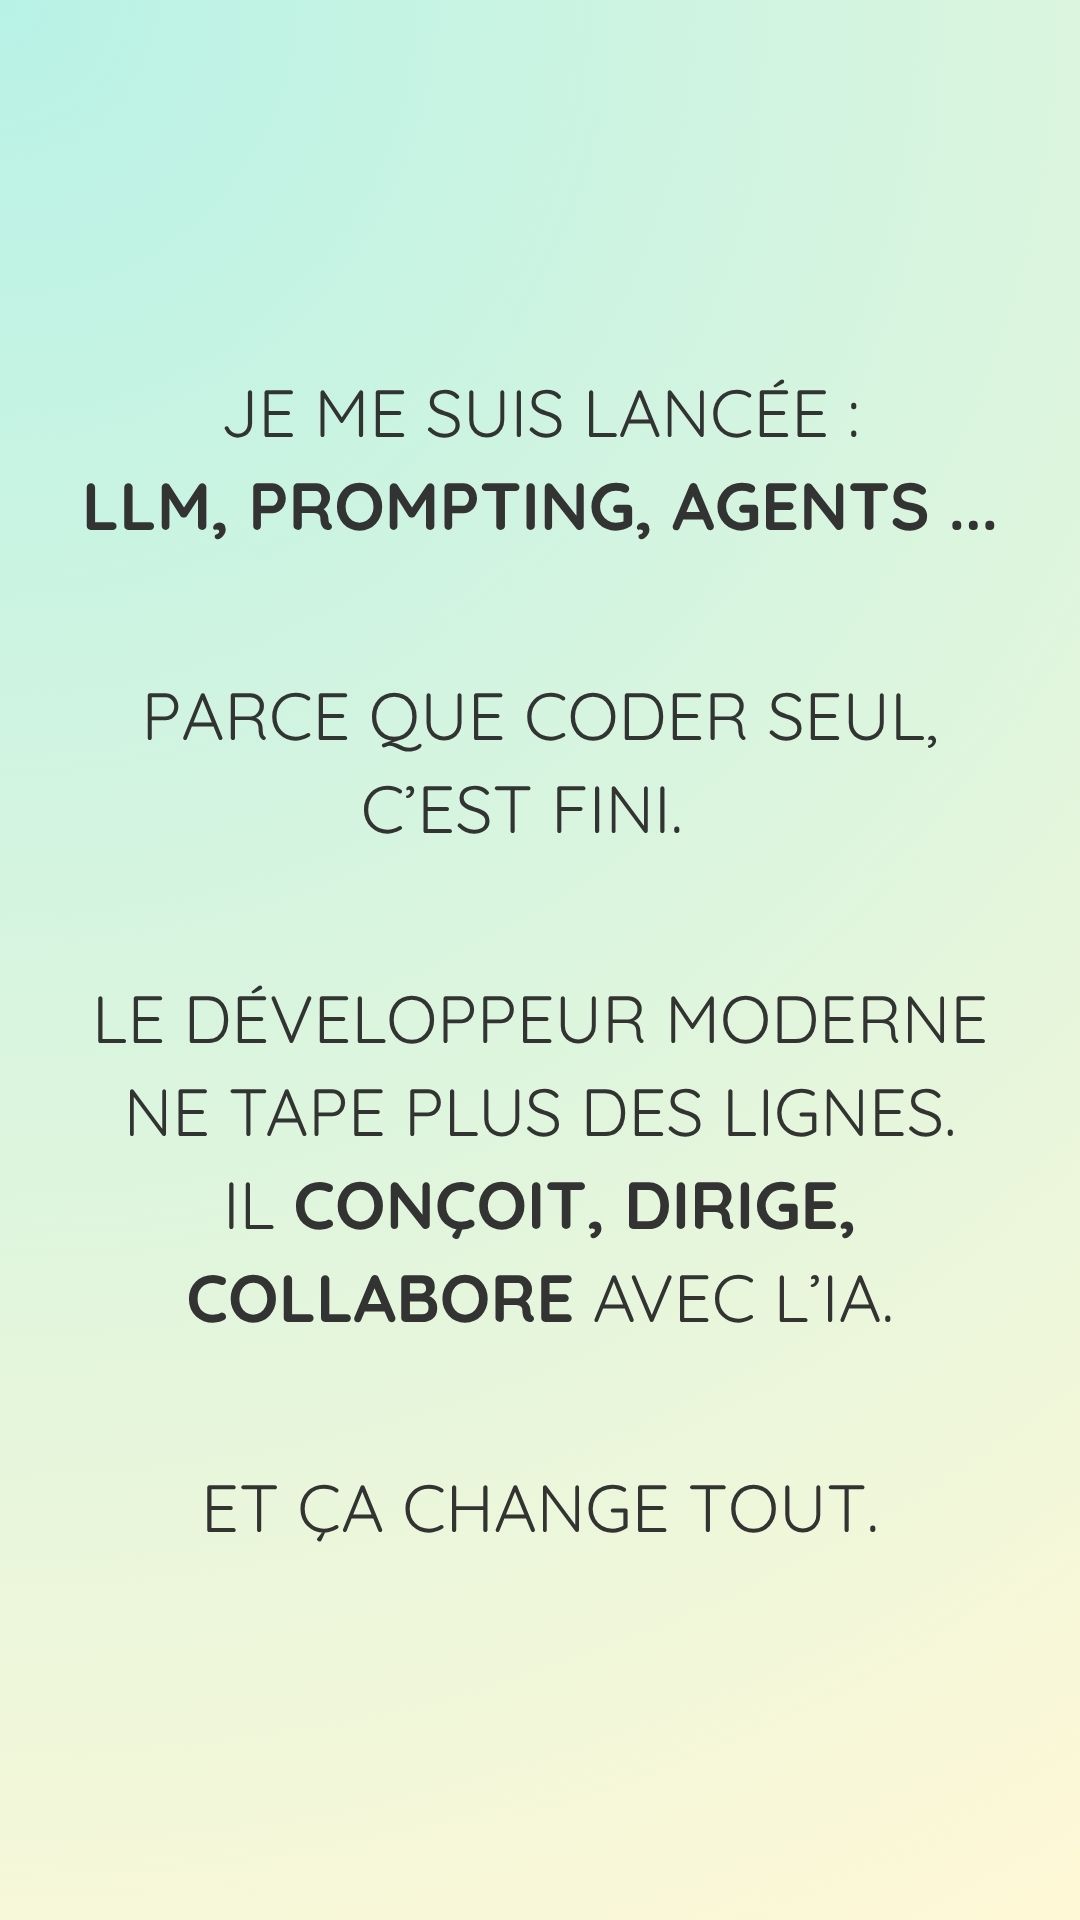 JE ME SUIS LANCÉE :
LLM, PROMPTING, AGENTS ...
PARCE QUE CODER SEUL,
C’EST FINI.
LE DÉVELOPPEUR MODERNE
NE TAPE PLUS DES LIGNES.
IL CONÇOIT, DIRIGE,
COLLABORE AVEC L’IA.
ET ÇA CHANGE TOUT.